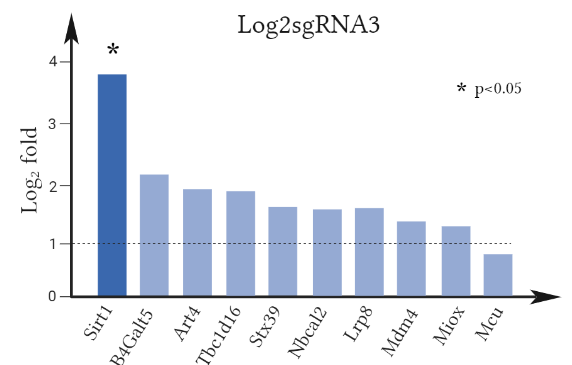 Log2sgRNA3
*
* p<0.05
Log₂ fold
4
3
2
1
0
Sirt1
B4Galt5
Art4
Tbc1d16
Stx39
Nbcal2
Lrp8
Mdm4
Miox
Mcu